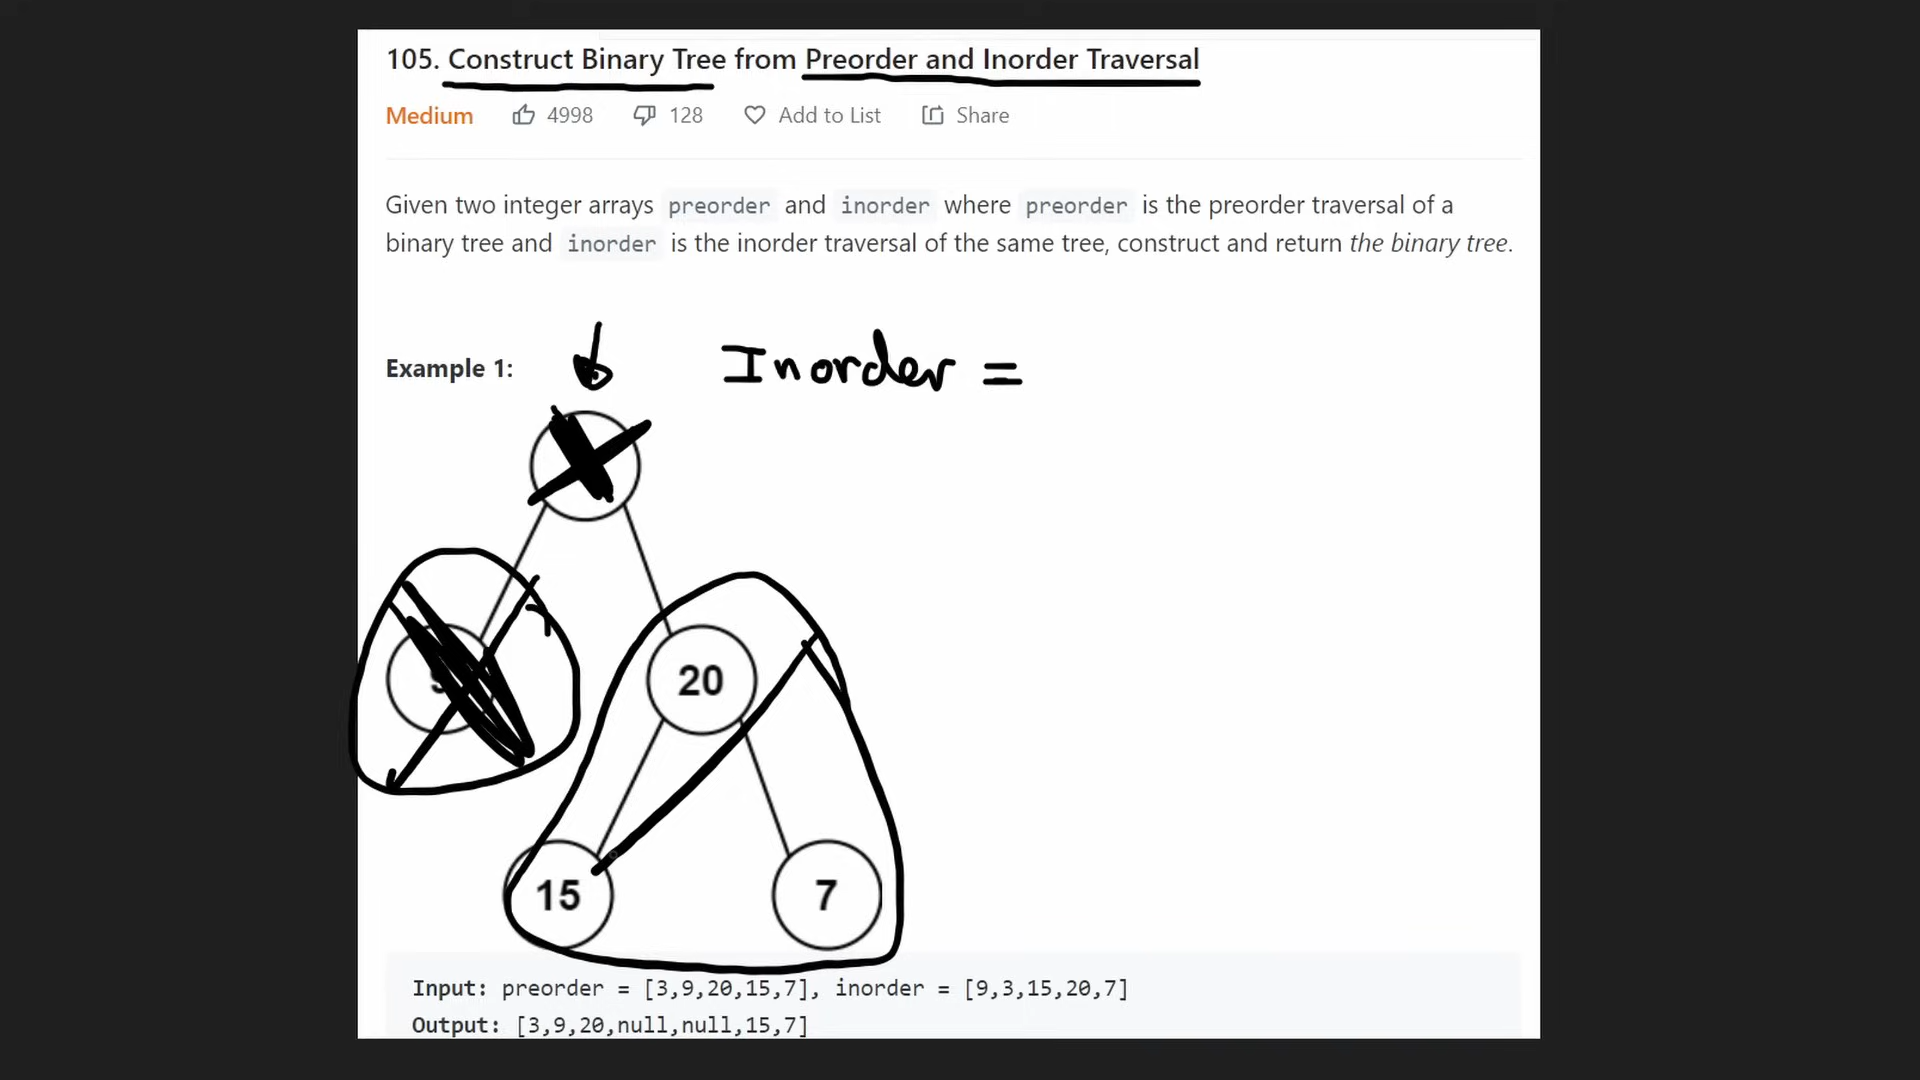 105. Construct Binary Tree from Preorder and Inorder Traversal
Medium 4998 128 Add to List Share
Given two integer arrays preorder and inorder where preorder is the preorder traversal of a
binary tree and inorder is the inorder traversal of the same tree, construct and return the binary tree.
Example 1:
Inorder =
20
15
7
Input: preorder = [3,9,20,15,7], inorder = [9,3,15,20,7]
Output: [3,9,20,null,null,15,7]